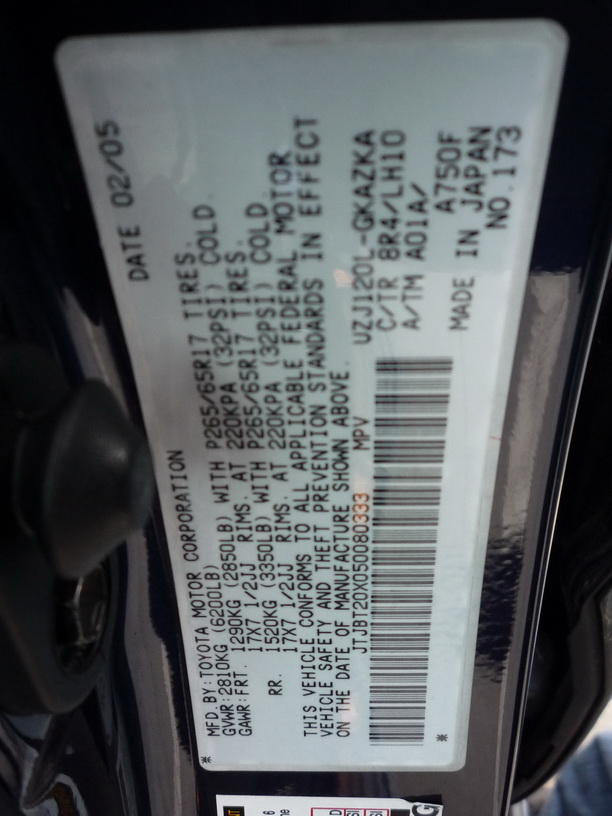 MFD.BY:TOYOTA MOTOR CORPORATION DATE 02/05
GVWR:2810KG (6200LB)
GAWR:FRT. 1290KG (2850LB) WITH P265/65R17 TIRES.
17X7 1/2JJ RIMS. AT 220KPA (32PSI) COLD.
RR. 1520KG (3350LB) WITH P265/65R17 TIRES.
17X7 1/2JJ RIMS. AT 220KPA (32PSI) COLD.
THIS VEHICLE CONFORMS TO ALL APPLICABLE FEDERAL MOTOR
VEHICLE SAFETY AND THEFT PREVENTION STANDARDS IN EFFECT
ON THE DATE OF MANUFACTURE SHOWN ABOVE.
JTJBT20X050080333 MPV UZJ120L-GKAZKA
C/TR 8R4/LH10
A/TM A01A/
A750F
MADE IN JAPAN
NO.173